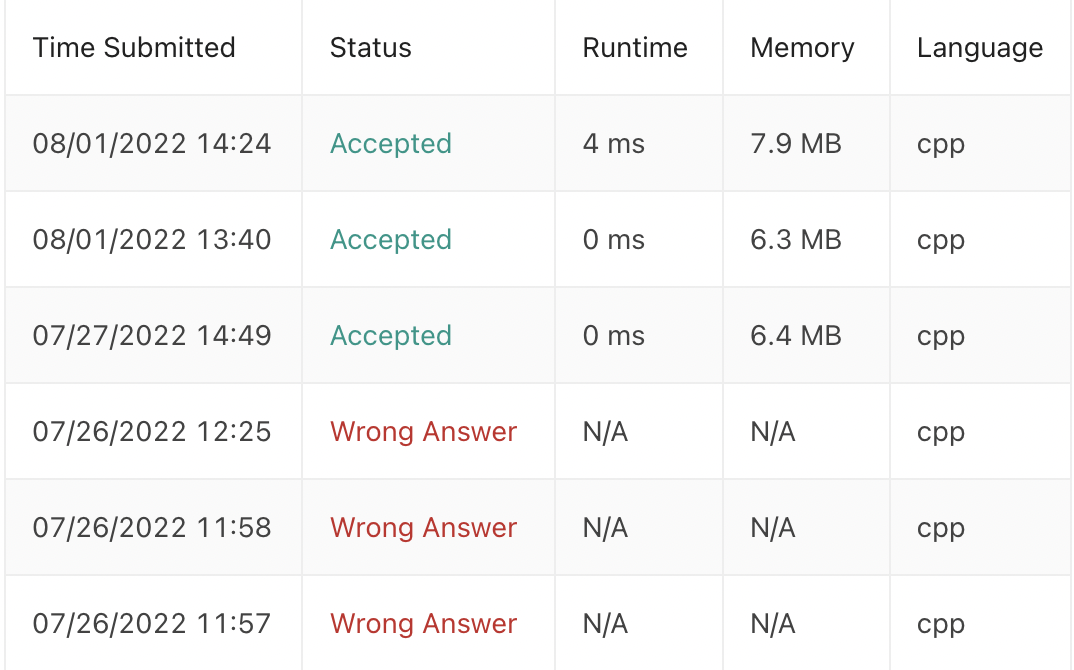 Time Submitted Status Runtime Memory Language
08/01/2022 14:24 Accepted 4 ms 7.9 MB cpp
08/01/2022 13:40 Accepted 0 ms 6.3 MB cpp
07/27/2022 14:49 Accepted 0 ms 6.4 MB cpp
07/26/2022 12:25 Wrong Answer N/A N/A cpp
07/26/2022 11:58 Wrong Answer N/A N/A cpp
07/26/2022 11:57 Wrong Answer N/A N/A cpp